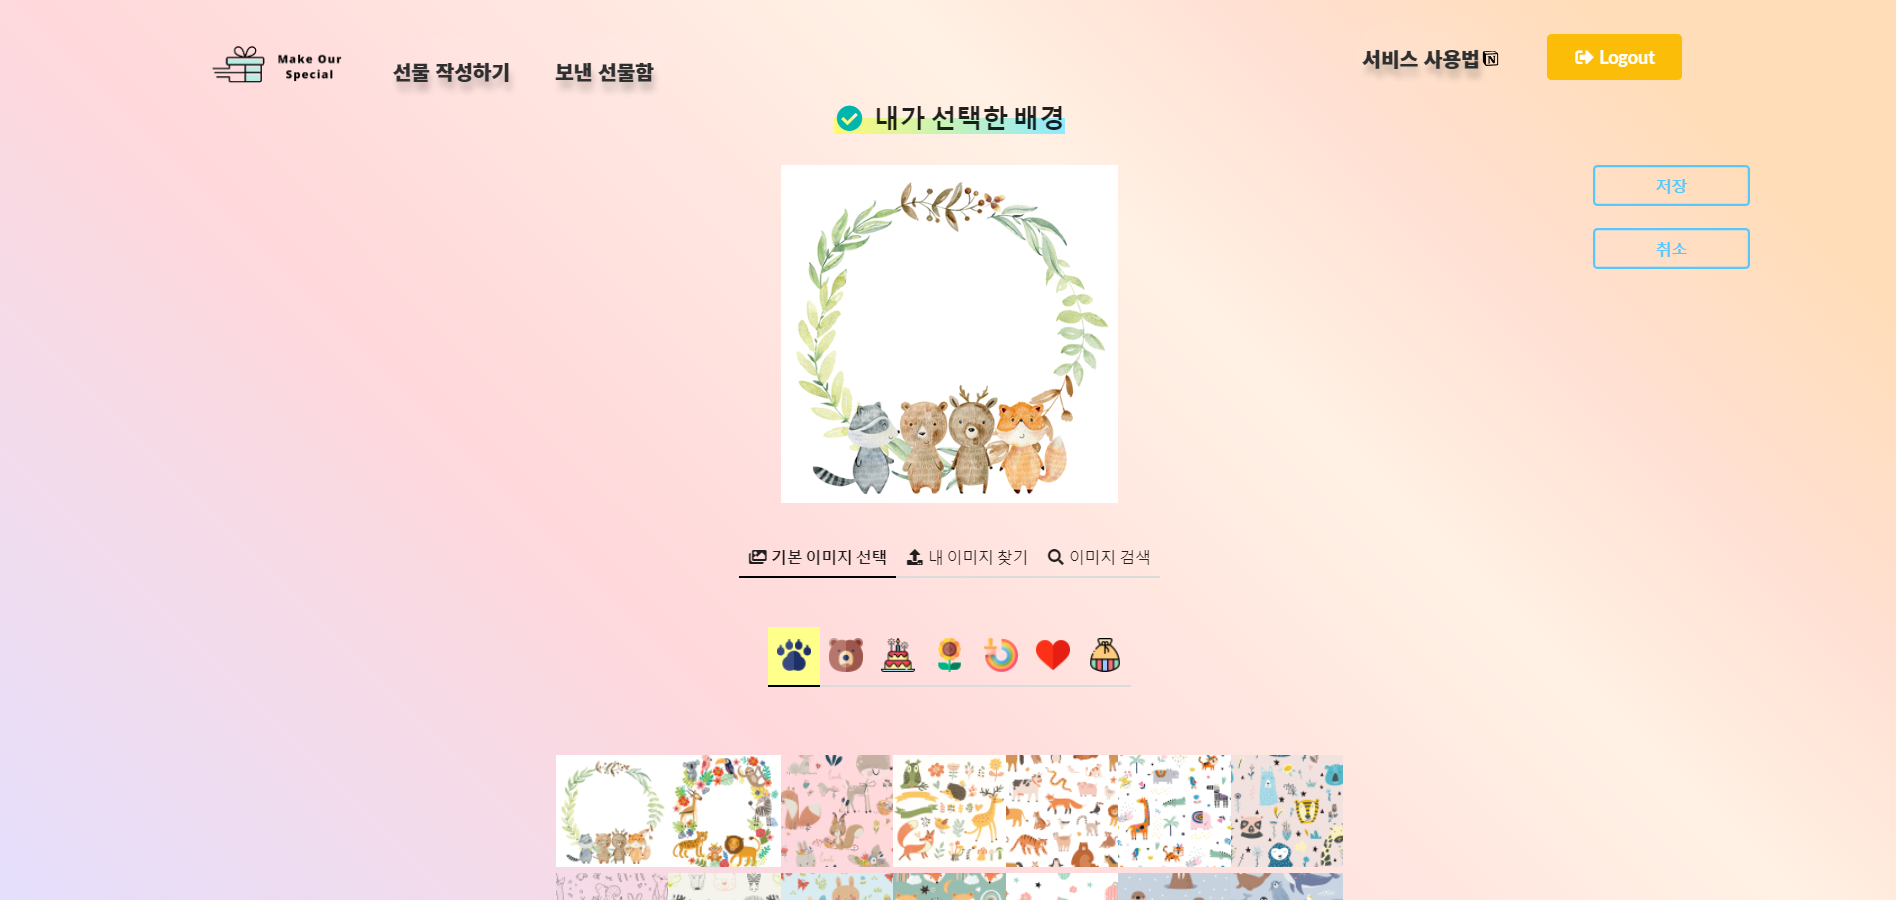 Make Our
Special
선물 작성하기
보낸 선물함
서비스 사용법
Logout
내가 선택한 배경
저장
취소
기본 이미지 선택
내 이미지 찾기
이미지 검색